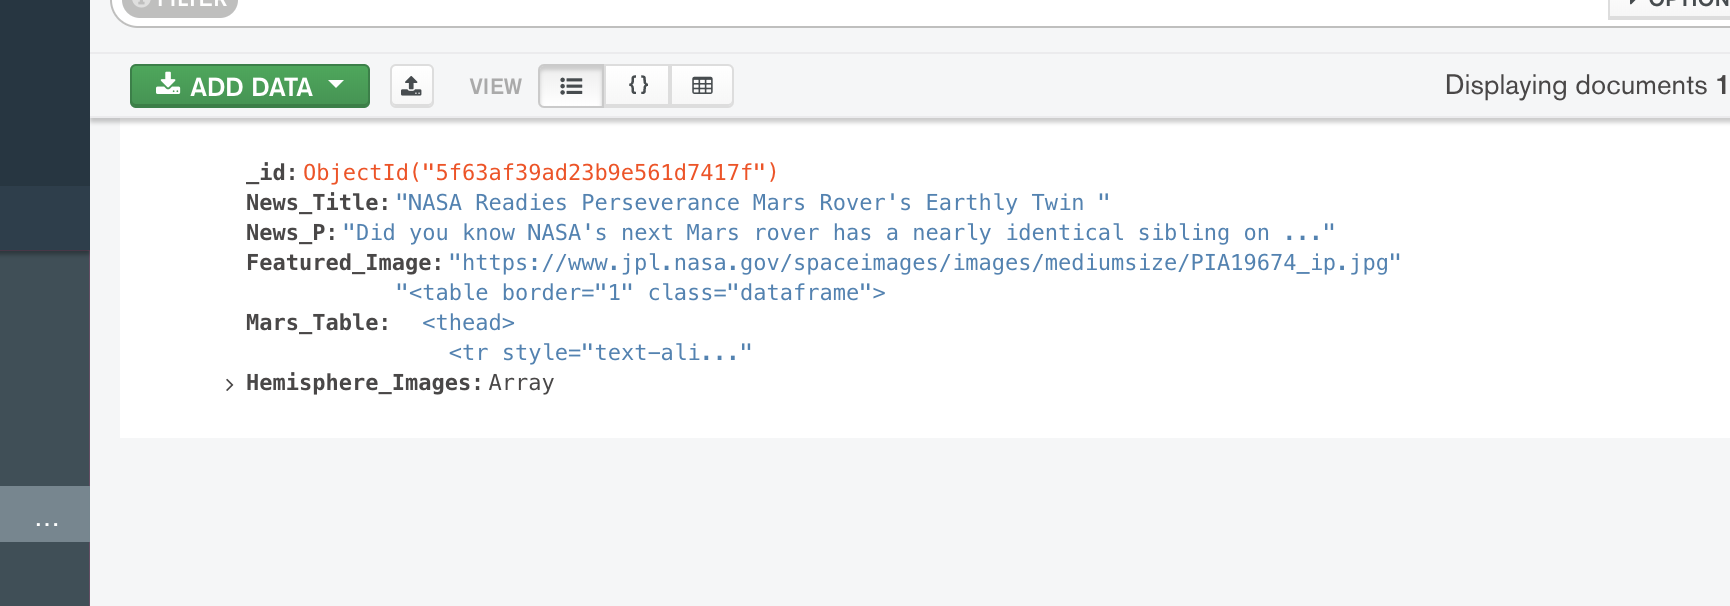 FILTER
ADD DATA
VIEW
{}
Displaying documents 1
_id: ObjectId("5f63af39ad23b9e561d7417f")
News_Title: "NASA Readies Perseverance Mars Rover's Earthly Twin "
News_P: "Did you know NASA's next Mars rover has a nearly identical sibling on ..."
Featured_Image: "https://www.jpl.nasa.gov/spaceimages/images/mediumsize/PIA19674_ip.jpg"
"<table border="1" class="dataframe">
Mars_Table: <thead>
<tr style="text-ali..."
> Hemisphere_Images: Array
...